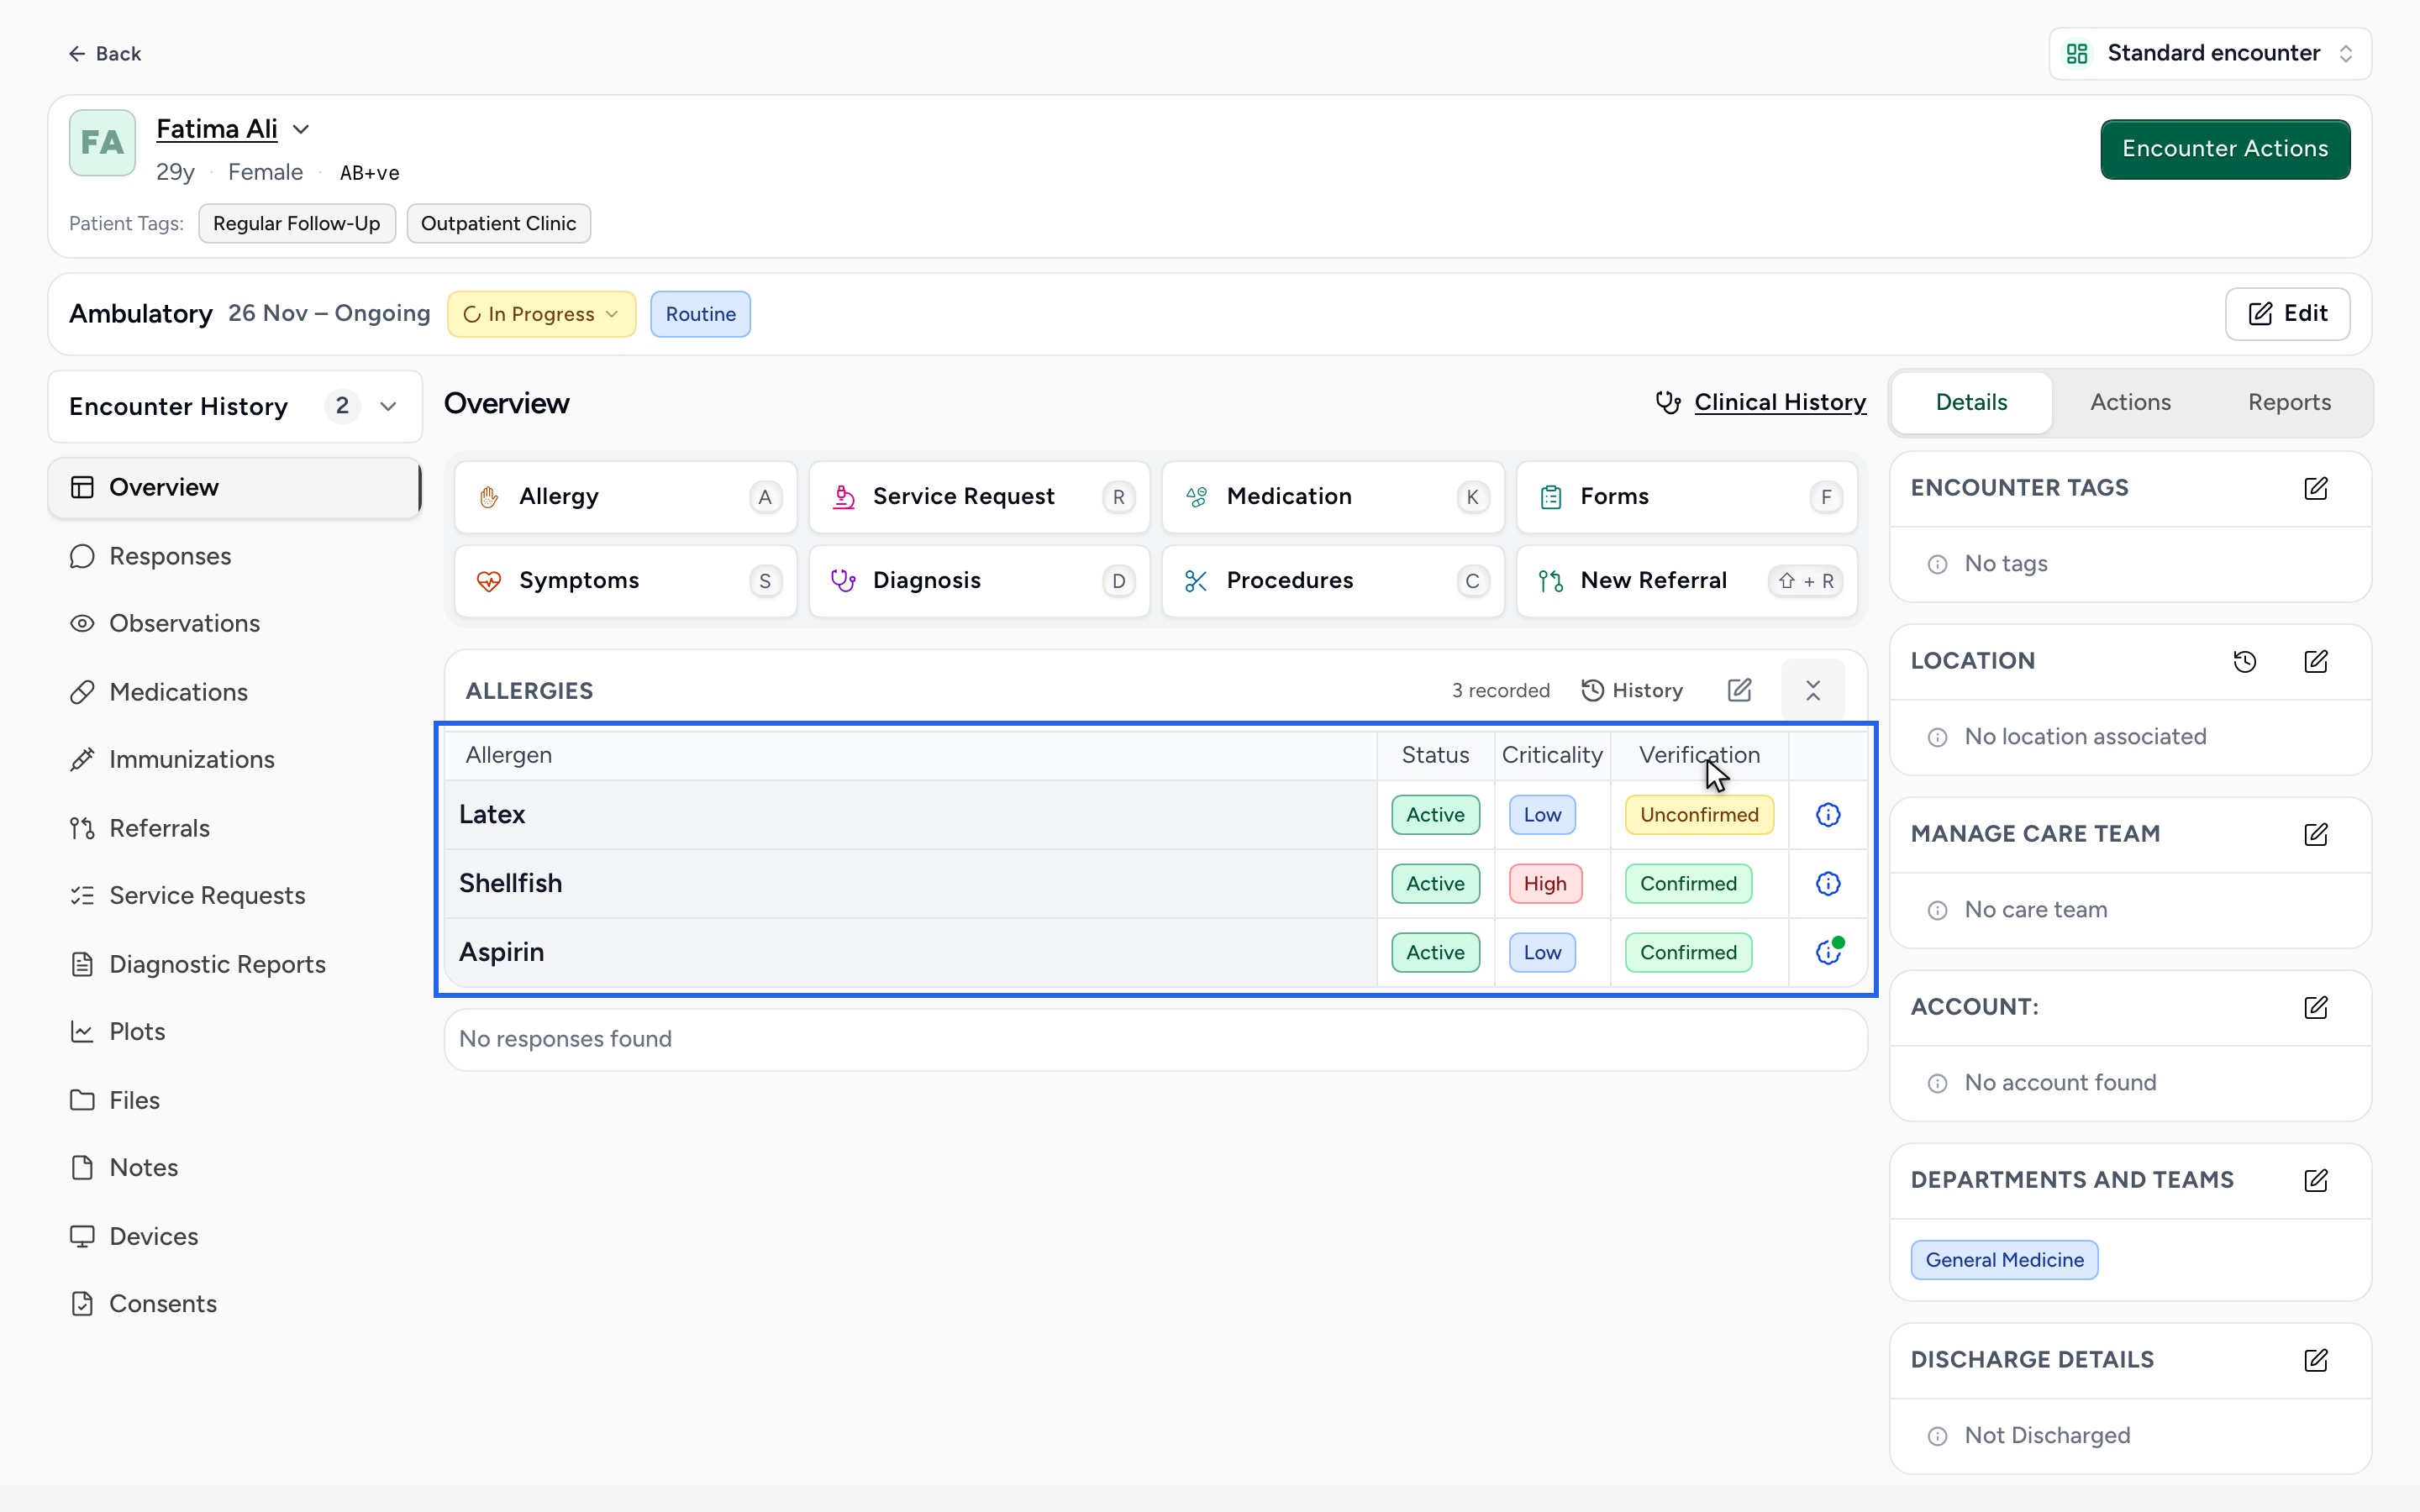 Back
Standard encounter
FA
Fatima Ali
29y · Female · AB+ve
Encounter Actions
Patient Tags: Regular Follow-Up Outpatient Clinic
Ambulatory 26 Nov – Ongoing In Progress Routine
Edit
Encounter History 2
Overview
Responses
Observations
Medications
Immunizations
Referrals
Service Requests
Diagnostic Reports
Plots
Files
Notes
Devices
Consents
Overview
Clinical History
Allergy A
Service Request R
Medication K
Forms F
Symptoms S
Diagnosis D
Procedures C
New Referral ⇧ + R
ALLERGIES
3 recorded History
Allergen Status Criticality Verification
Latex Active Low Unconfirmed
Shellfish Active High Confirmed
Aspirin Active Low Confirmed
No responses found
Details Actions Reports
ENCOUNTER TAGS
No tags
LOCATION
No location associated
MANAGE CARE TEAM
No care team
ACCOUNT:
No account found
DEPARTMENTS AND TEAMS
General Medicine
DISCHARGE DETAILS
Not Discharged